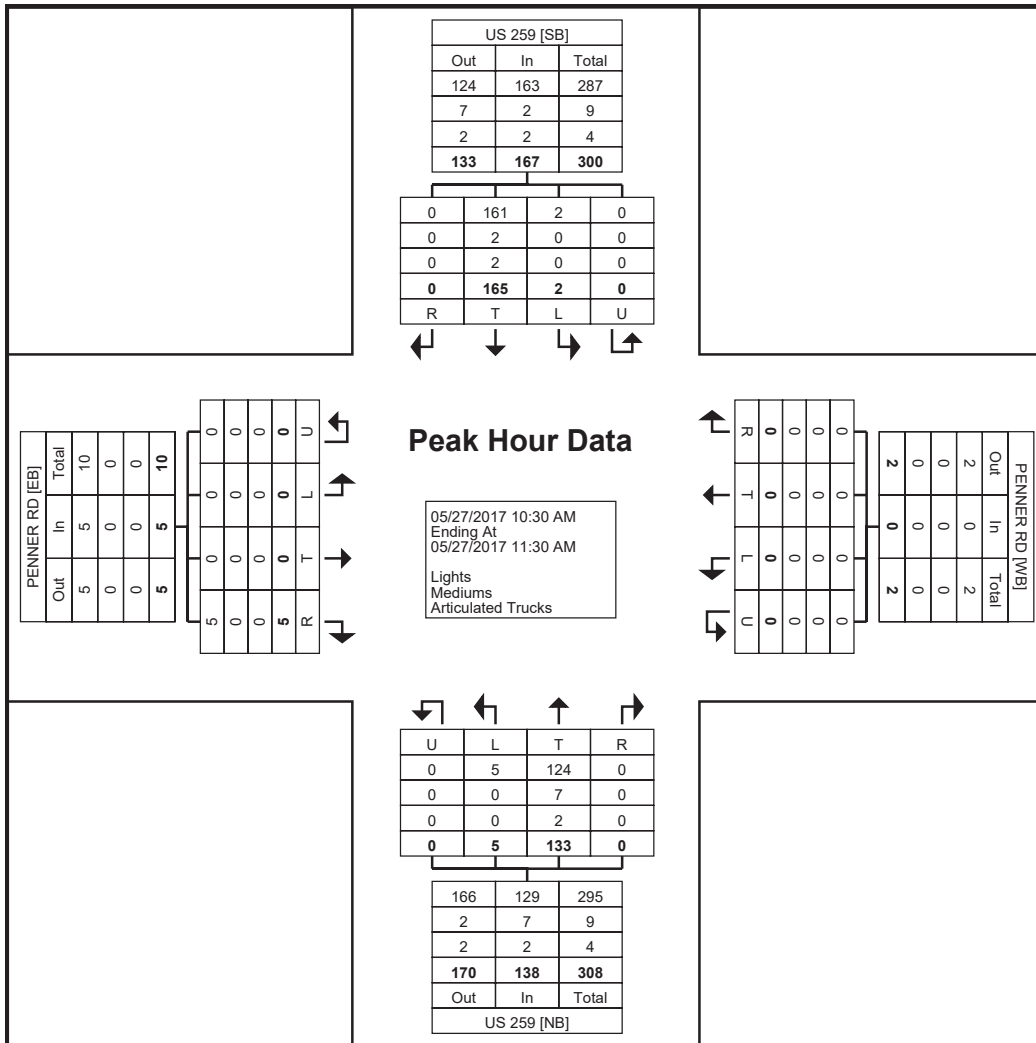 US 259 [SB]
Out In Total
124 163 287
7 2 9
2 2 4
133 167 300
0 161 2 0
0 2 0 0
0 2 0 0
0 165 2 0
R T L U
Peak Hour Data
05/27/2017 10:30 AM
Ending At
05/27/2017 11:30 AM
Lights
Mediums
Articulated Trucks
PENNER RD [EB]
Out In Total
5 5 10
0 0 0
0 0 0
5 5 10
5 0 0 0
0 0 0 0
0 0 0 0
5 0 0 0
R T L U
PENNER RD [WB]
Out In Total
2 0 2
0 0 0
0 0 0
2 0 2
0 0 0 0
0 0 0 0
0 0 0 0
0 0 0 0
R T L U
U L T R
0 5 124 0
0 0 7 0
0 0 2 0
0 5 133 0
166 129 295
2 7 9
2 2 4
170 138 308
Out In Total
US 259 [NB]